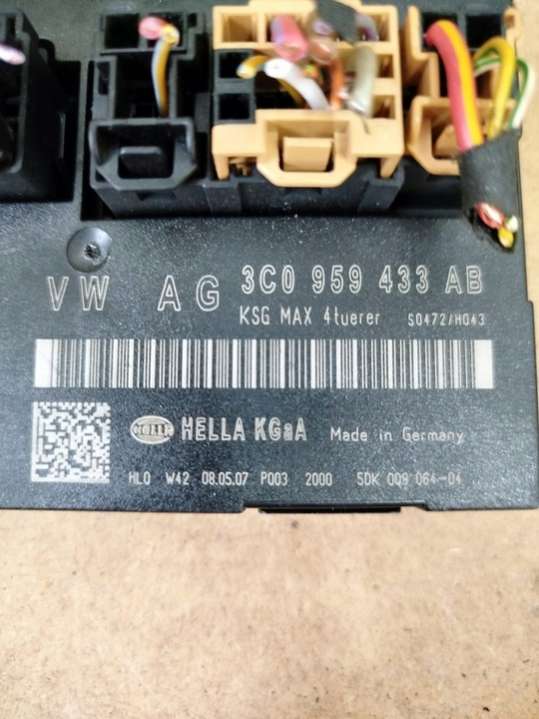 VW AG 3C0 959 433 AB
KSG MAX 4tuerer S0472/H043
HELLA HELLA KGaA Made in Germany
HLO W42 08.05.07 P003 2000 5DK 009 064-04